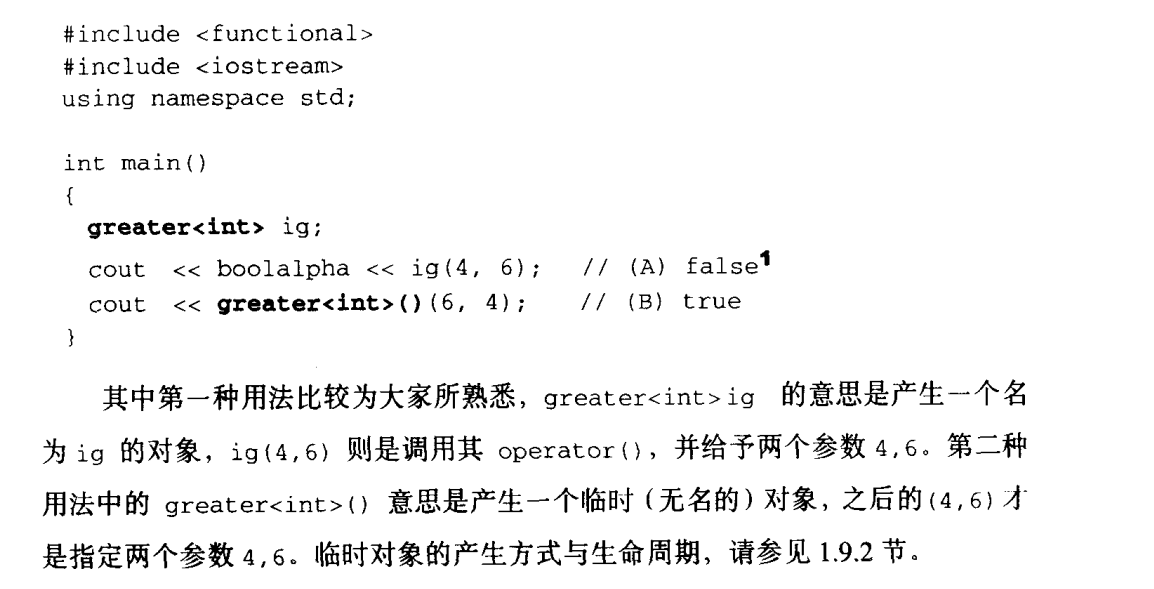 #include <functional>
#include <iostream>
using namespace std;
int main()
{
greater<int> ig;
cout << boolalpha << ig(4, 6); // (A) false1
cout << greater<int>()(6, 4); // (B) true
}
其中第一种用法比较为大家所熟悉，greater<int>ig 的意思是产生一个名
为 ig 的对象，ig(4,6) 则是调用其 operator()，并给予两个参数 4,6。第二种
用法中的 greater<int>() 意思是产生一个临时（无名的）对象，之后的(4,6)才
是指定两个参数 4,6。临时对象的产生方式与生命周期，请参见 1.9.2 节。